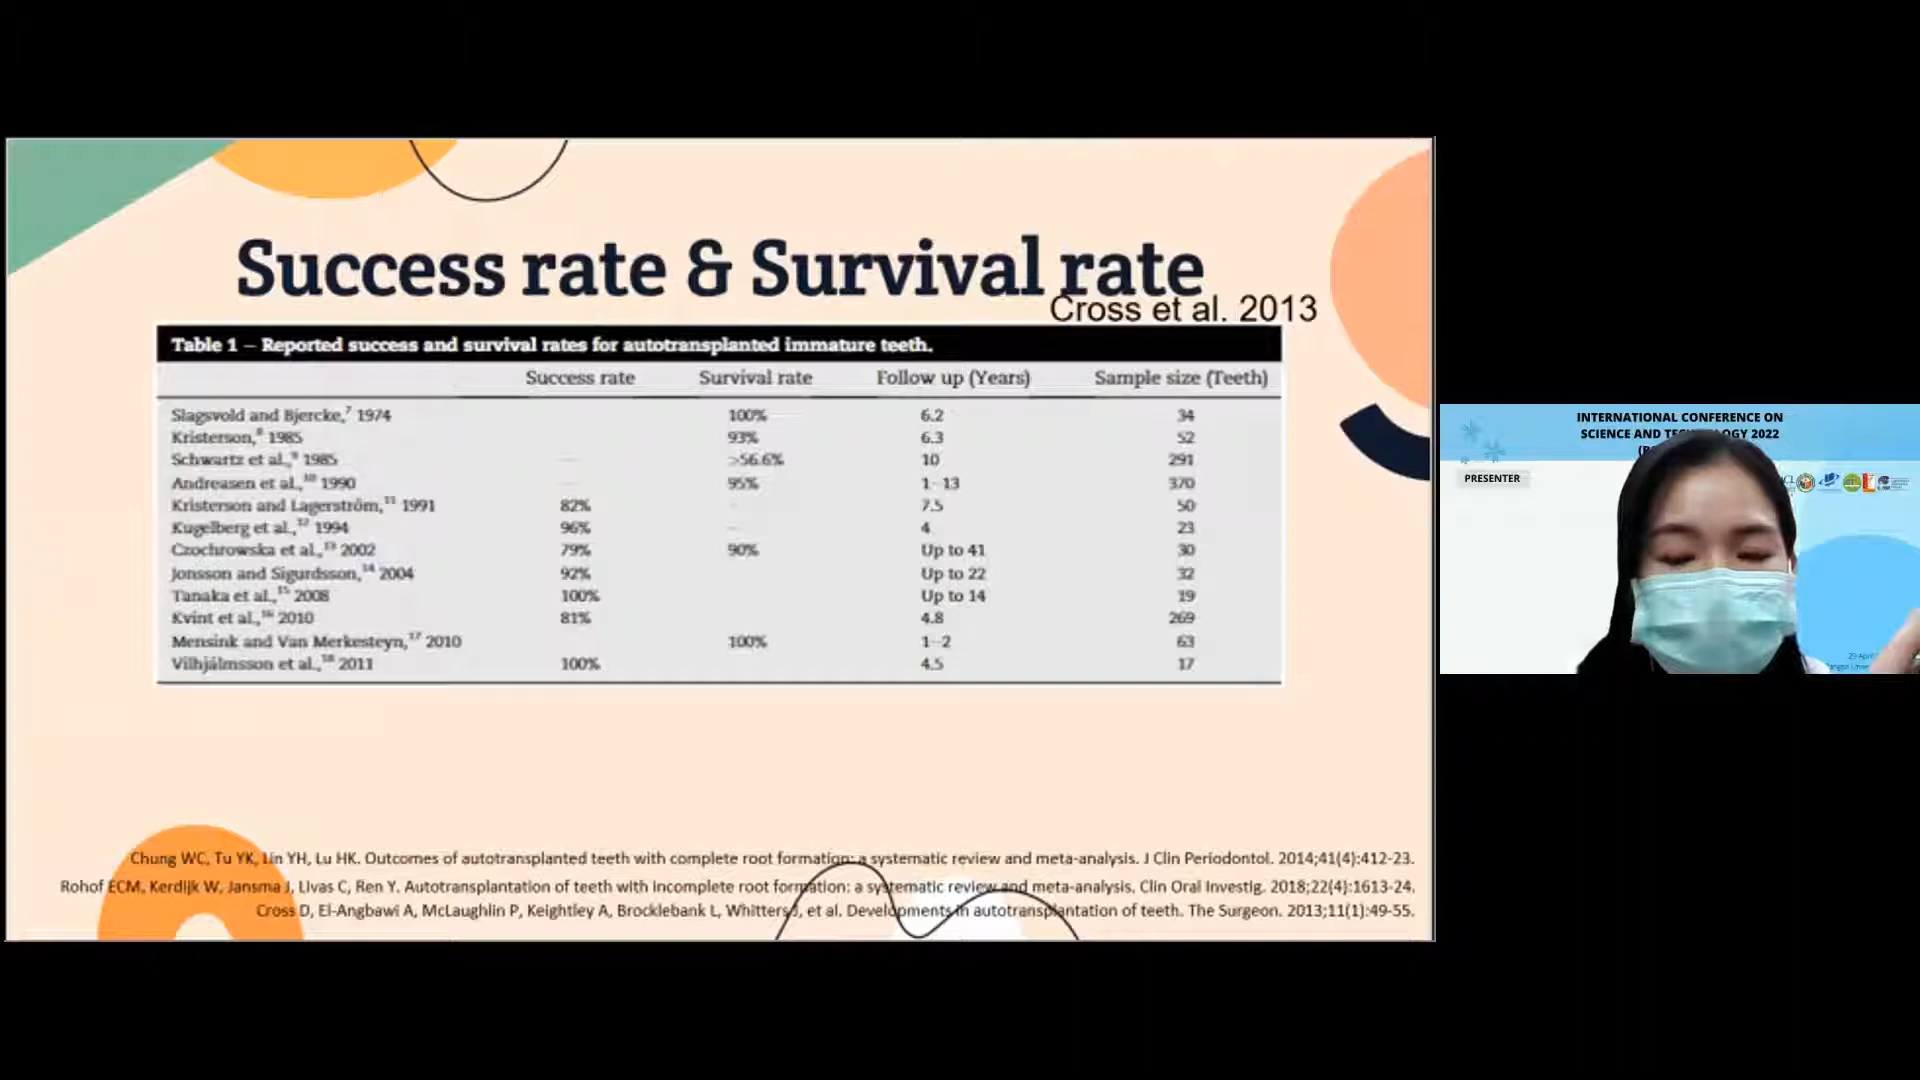 Success rate & Survival rate
Cross et al. 2013
Table 1 – Reported success and survival rates for autotransplanted immature teeth.
Success rate Survival rate Follow up (Years) Sample size (Teeth)
Slagsvold and Bjercke,7 1974 100% 6.2 34
Kristerson,8 1985 93% 6.3 52
Schwartz et al.,9 1985 — >56.6% 10 291
Andreasen et al.,10 1990 — 95% 1–13 370
Kristerson and Lagerström,11 1991 82% – 7.5 50
Kugelberg et al.,12 1994 96% — 4 23
Czochrowska et al.,13 2002 79% 90% Up to 41 30
Jonsson and Sigurdsson,14 2004 92% Up to 22 32
Tanaka et al.,15 2008 100% Up to 14 19
Kvint et al.,16 2010 81% 4.8 269
Mensink and Van Merkesteyn,17 2010 100% 1–2 63
Vilhjálmsson et al.,18 2011 100% 4.5 17
Chung WC, Tu YK, Lin YH, Lu HK. Outcomes of autotransplanted teeth with complete root formation: a systematic review and meta-analysis. J Clin Periodontol. 2014;41(4):412-23.
Rohof ECM, Kerdijk W, Jansma J, Livas C, Ren Y. Autotransplantation of teeth with incomplete root formation: a systematic review and meta-analysis. Clin Oral Investig. 2018;22(4):1613-24.
Cross D, El-Angbawi A, McLaughlin P, Keightley A, Brocklebank L, Whitters J, et al. Developments in autotransplantation of teeth. The Surgeon. 2013;11(1):49-55.
INTERNATIONAL CONFERENCE ON
SCIENCE AND TECHNOLOGY 2022
PRESENTER